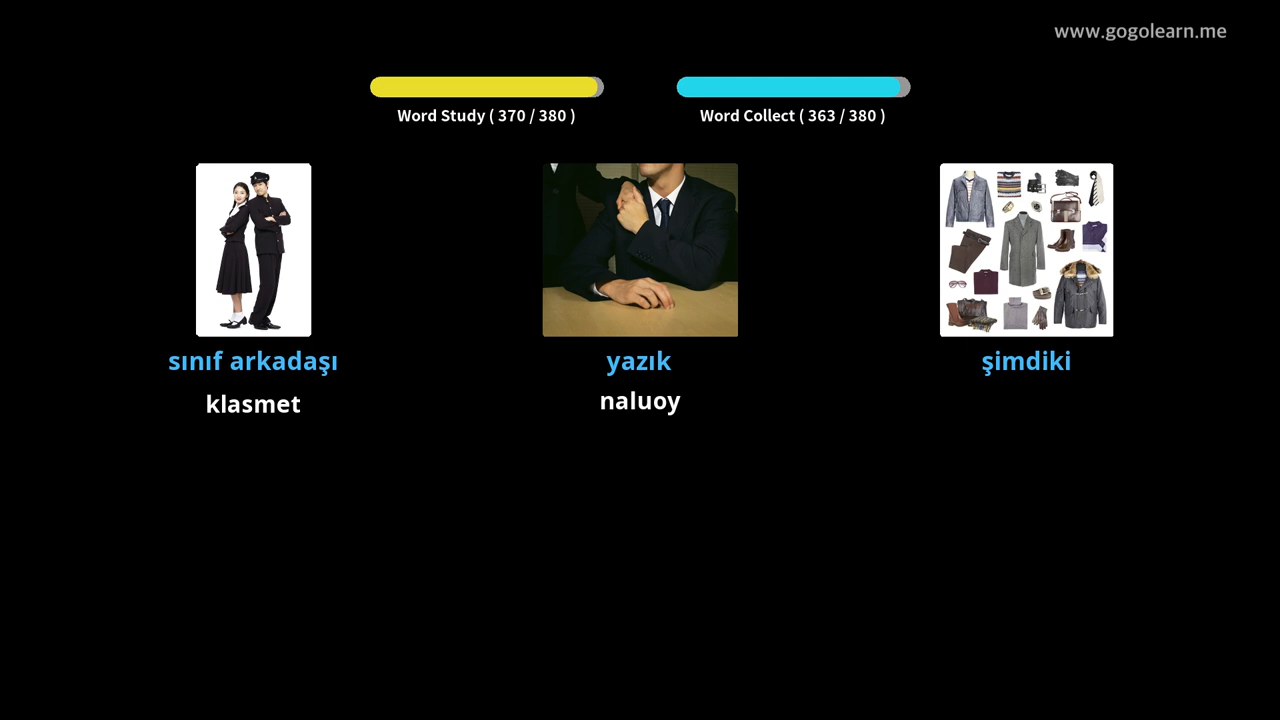 www.gogolearn.me
Word Study ( 370 / 380 )
Word Collect ( 363 / 380 )
sınıf arkadaşı
yazık
şimdiki
klasmet
naluoy